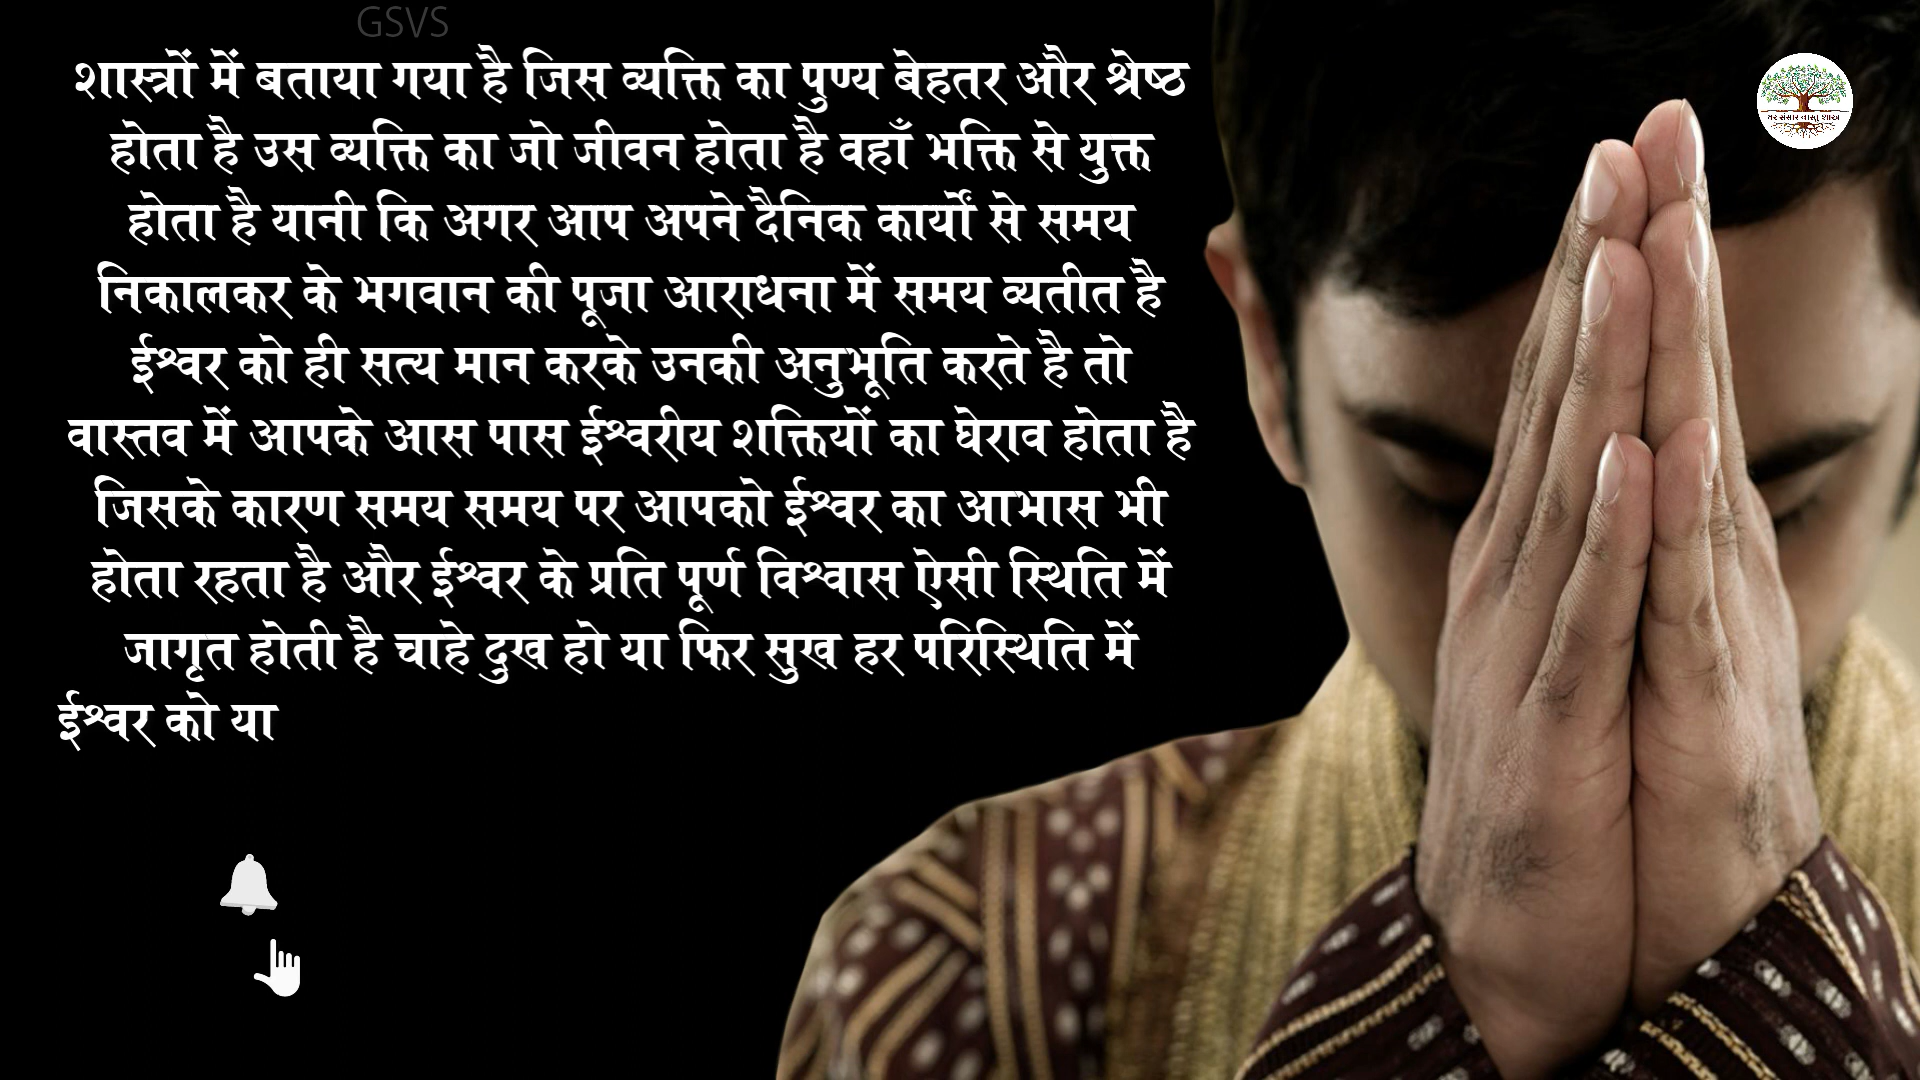 GSVS
शास्त्रों में बताया गया है जिस व्यक्ति का पुण्य बेहतर और श्रेष्ठ
होता है उस व्यक्ति का जो जीवन होता है वहाँ भक्ति से युक्त
होता है यानी कि अगर आप अपने दैनिक कार्यों से समय
निकालकर के भगवान की पूजा आराधना में समय व्यतीत है
ईश्वर को ही सत्य मान करके उनकी अनुभूति करते है तो
वास्तव में आपके आस पास ईश्वरीय शक्तियों का घेराव होता है
जिसके कारण समय समय पर आपको ईश्वर का आभास भी
होता रहता है और ईश्वर के प्रति पूर्ण विश्वास ऐसी स्थिति में
जागृत होती है चाहे दुख हो या फिर सुख हर परिस्थिति में
ईश्वर को या
घर संसार वास्तु शास्त्र